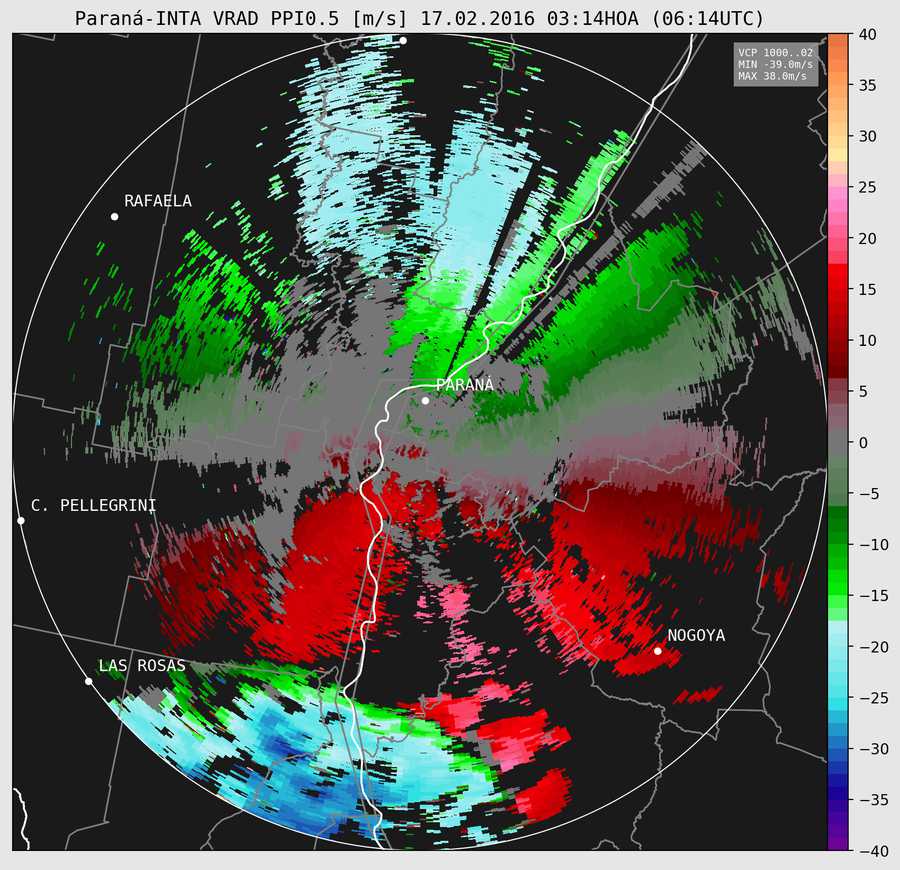 Paraná-INTA VRAD PPI0.5 [m/s] 17.02.2016 03:14HOA (06:14UTC)
VCP 1000..02
MIN -39.0m/s
MAX 38.0m/s
RAFAELA
PARANÁ
C. PELLEGRINI
NOGOYA
LAS ROSAS
40
35
30
25
20
15
10
5
0
−5
−10
−15
−20
−25
−30
−35
−40